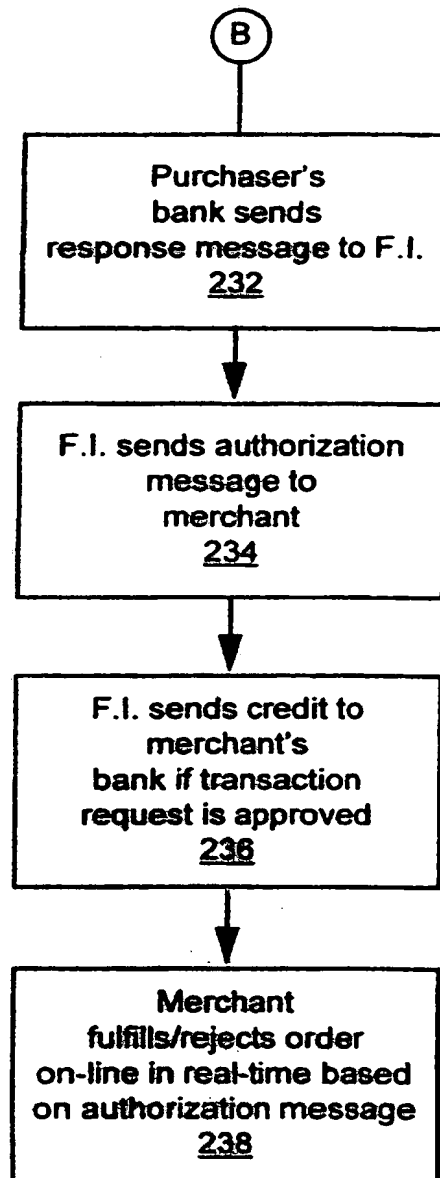 B
Purchaser's
bank sends
response message to F.I.
232
F.I. sends authorization
message to
merchant
234
F.I. sends credit to
merchant's
bank if transaction
request is approved
236
Merchant
fulfills/rejects order
on-line in real-time based
on authorization message
238